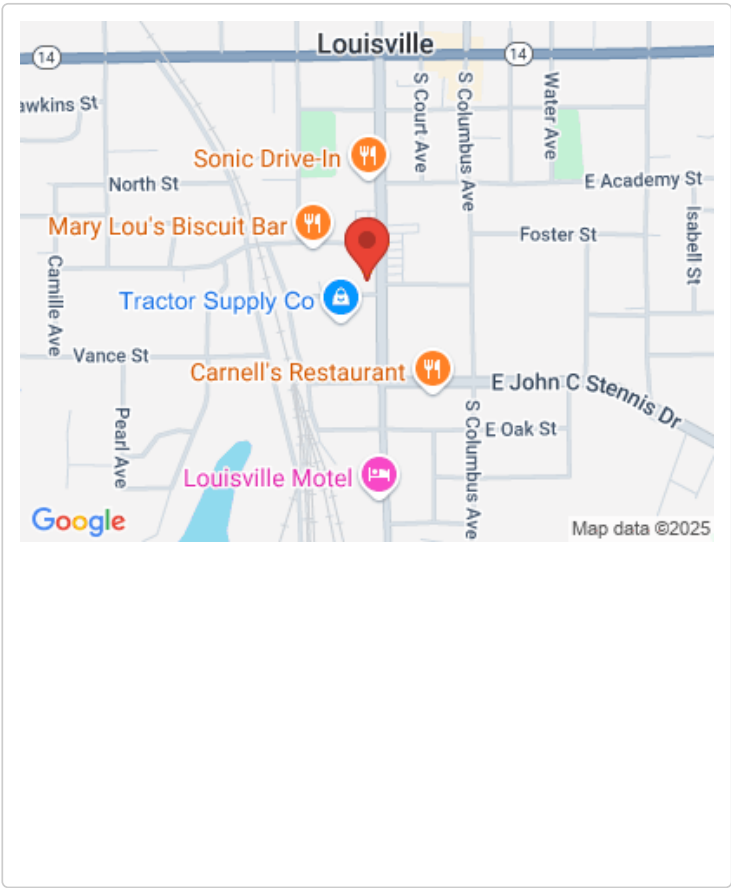 Louisville
14
14
awkins St
S Court Ave
S Columbus Ave
Water Ave
Sonic Drive-In
North St
E Academy St
Mary Lou's Biscuit Bar
Foster St
Isabell St
Camille Ave
Tractor Supply Co
Vance St
Carnell's Restaurant
E John C Stennis Dr
Pearl Ave
S Columbus Ave
E Oak St
Louisville Motel
Google
Map data ©2025